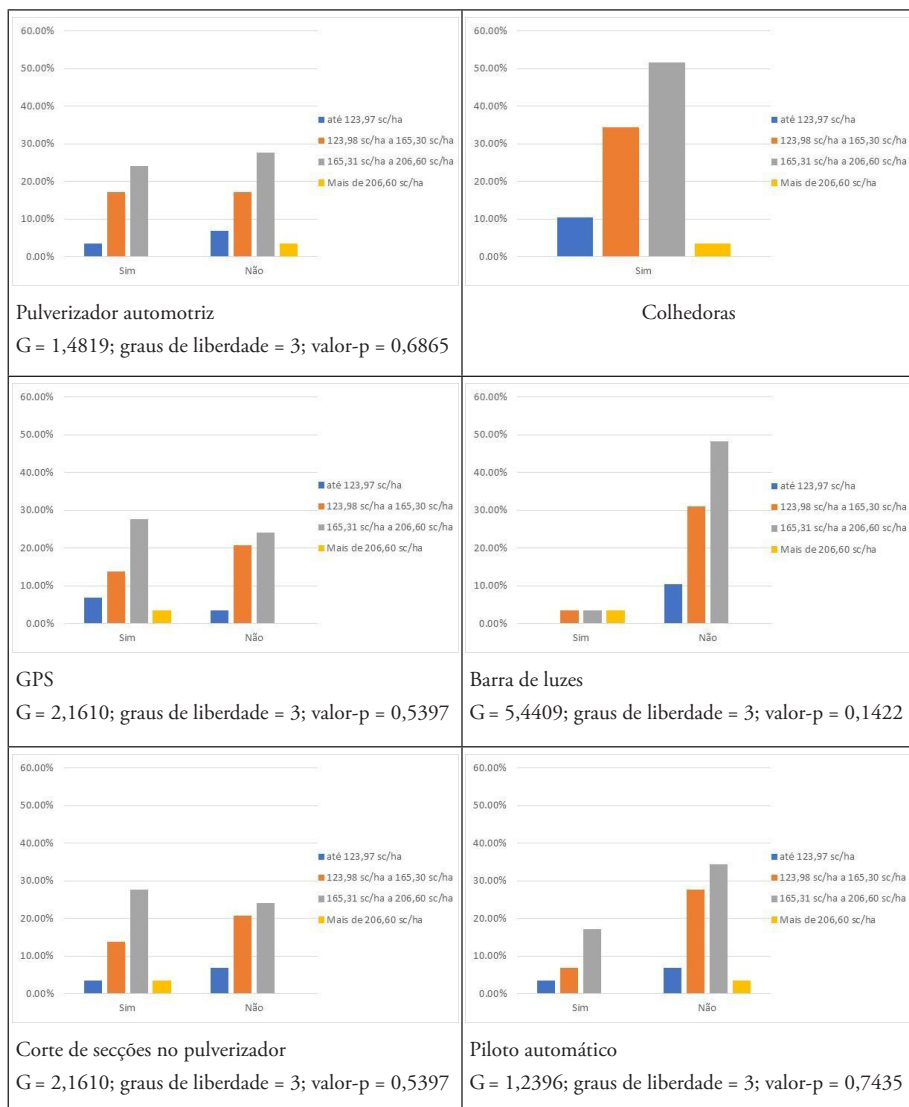 60.00%
50.00%
40.00%
30.00%
20.00%
10.00%
0.00%
Sim
Não
até 123,97 sc/ha
123,98 sc/ha a 165,30 sc/ha
165,31 sc/ha a 206,60 sc/ha
Mais de 206,60 sc/ha
Pulverizador automotriz
G = 1,4819; graus de liberdade = 3; valor-p = 0,6865
60.00%
50.00%
40.00%
30.00%
20.00%
10.00%
0.00%
Sim
até 123,97 sc/ha
123,98 sc/ha a 165,30 sc/ha
165,31 sc/ha a 206,60 sc/ha
Mais de 206,60 sc/ha
Colhedoras
60.00%
50.00%
40.00%
30.00%
20.00%
10.00%
0.00%
Sim
Não
até 123,97 sc/ha
123,98 sc/ha a 165,30 sc/ha
165,31 sc/ha a 206,60 sc/ha
Mais de 206,60 sc/ha
GPS
G = 2,1610; graus de liberdade = 3; valor-p = 0,5397
60.00%
50.00%
40.00%
30.00%
20.00%
10.00%
0.00%
Sim
Não
até 123,97 sc/ha
123,98 sc/ha a 165,30 sc/ha
165,31 sc/ha a 206,60 sc/ha
Mais de 206,60 sc/ha
Barra de luzes
G = 5,4409; graus de liberdade = 3; valor-p = 0,1422
60.00%
50.00%
40.00%
30.00%
20.00%
10.00%
0.00%
Sim
Não
até 123,97 sc/ha
123,98 sc/ha a 165,30 sc/ha
165,31 sc/ha a 206,60 sc/ha
Mais de 206,60 sc/ha
Corte de secções no pulverizador
G = 2,1610; graus de liberdade = 3; valor-p = 0,5397
60.00%
50.00%
40.00%
30.00%
20.00%
10.00%
0.00%
Sim
Não
até 123,97 sc/ha
123,98 sc/ha a 165,30 sc/ha
165,31 sc/ha a 206,60 sc/ha
Mais de 206,60 sc/ha
Piloto automático
G = 1,2396; graus de liberdade = 3; valor-p = 0,7435